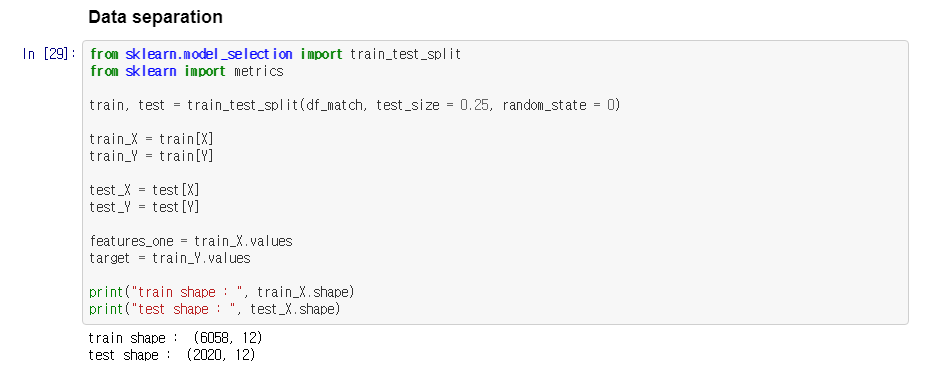 Data separation
In [29]: from sklearn.model_selection import train_test_split
from sklearn import metrics
train, test = train_test_split(df_match, test_size = 0.25, random_state = 0)
train_X = train[X]
train_Y = train[Y]
test_X = test[X]
test_Y = test[Y]
features_one = train_X.values
target = train_Y.values
print("train shape : ", train_X.shape)
print("test shape : ", test_X.shape)
train shape :  (6058, 12)
test shape :  (2020, 12)